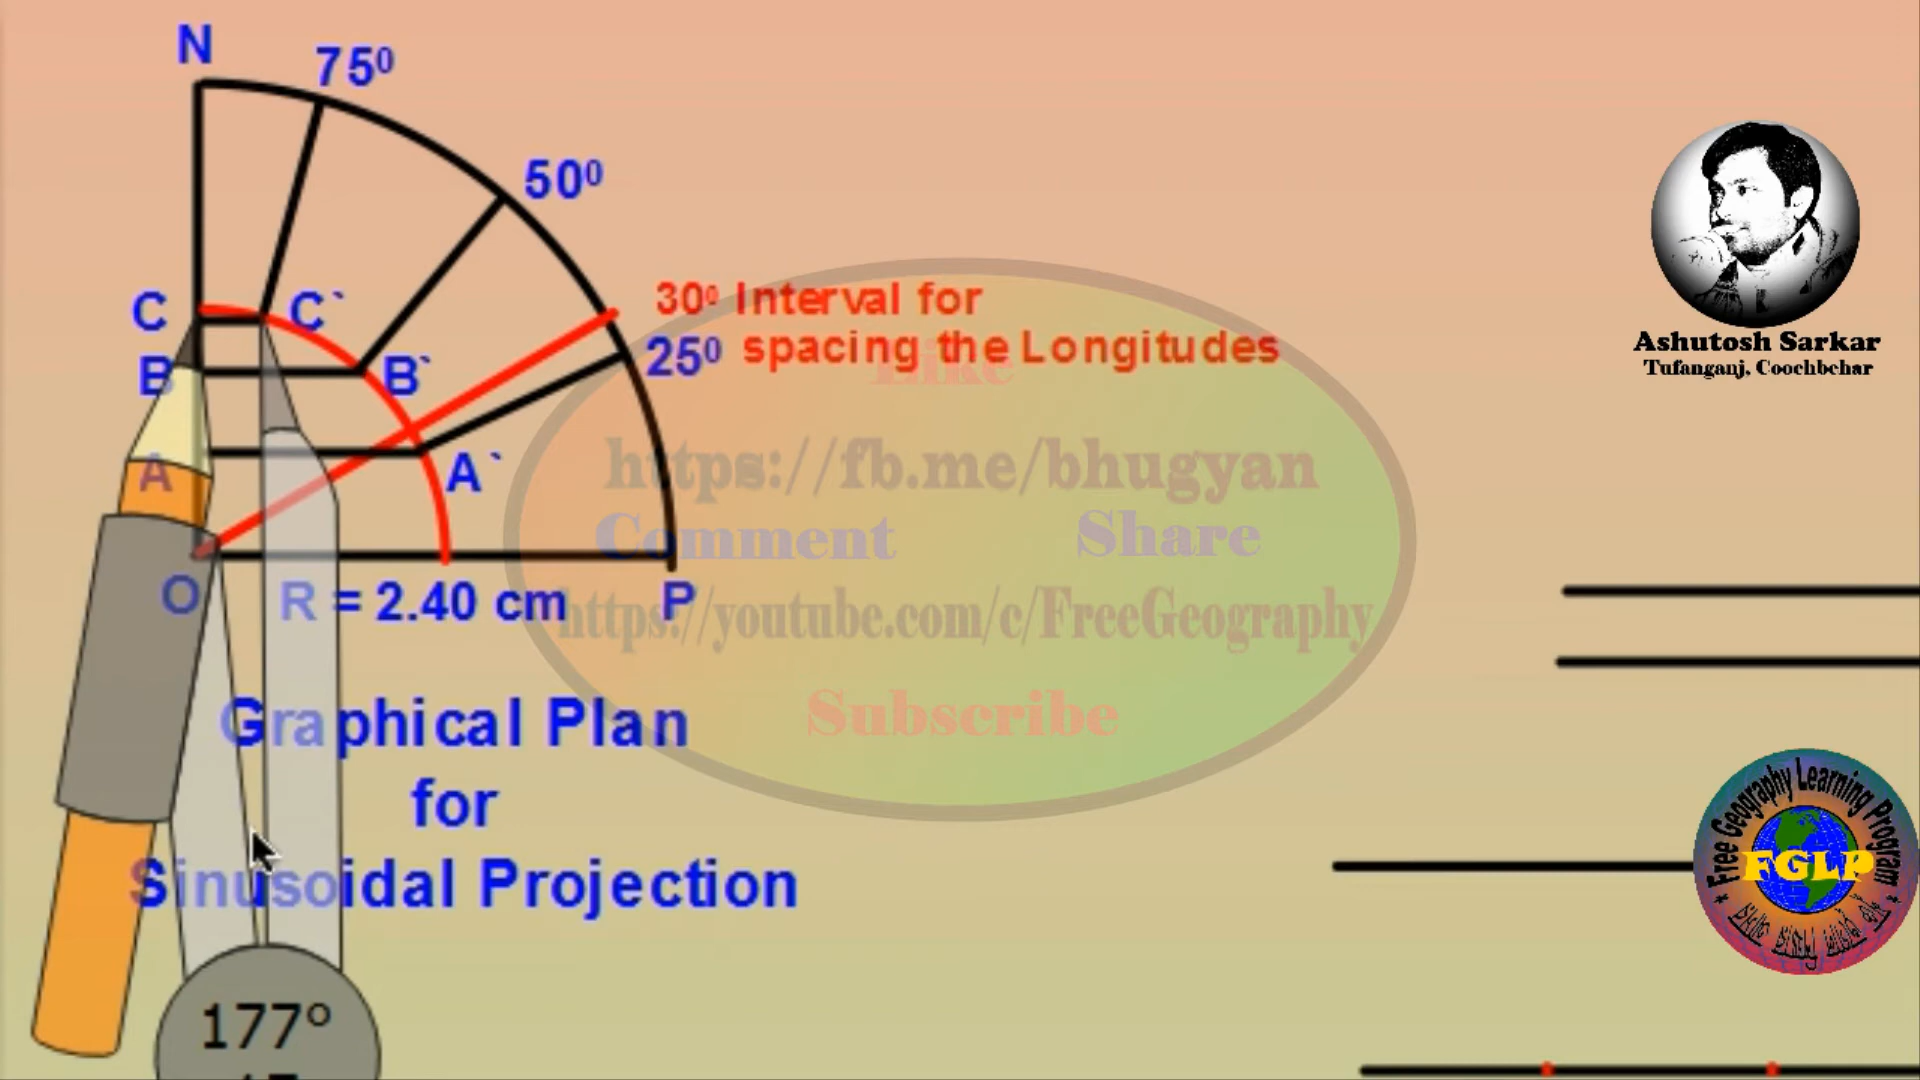 N
75⁰
50⁰
30⁰ Interval for
25⁰ spacing the Longitudes
C C`
B B`
A A`
O R = 2.40 cm P
Graphical Plan
for
Sinusoidal Projection
177°
Like
https://fb.me/bhugyan
Comment Share
https://youtube.com/c/FreeGeography
Subscribe
Ashutosh Sarkar
Tufanganj, Coochbehar
Free Geography Learning Program
FGLP